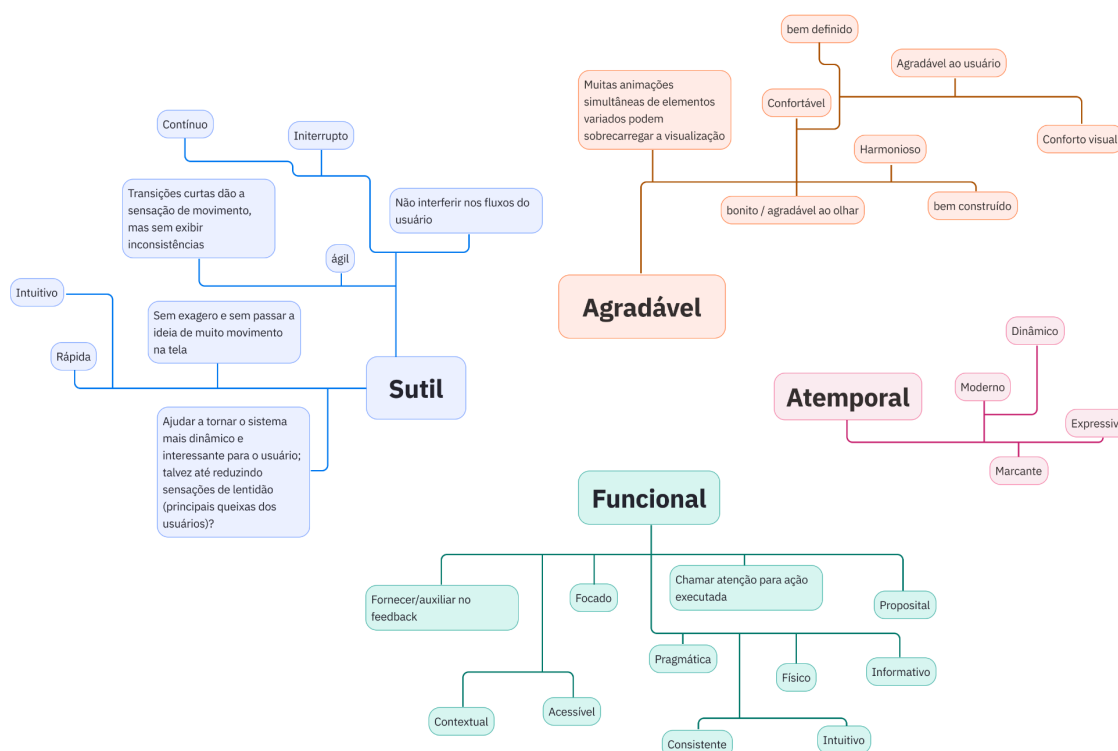 Contínuo
Initerrupto
Transições curtas dão a
sensação de movimento,
mas sem exibir
inconsistências
Não interferir nos fluxos do
usuário
ágil
Intuitivo
Sem exagero e sem passar a
ideia de muito movimento
na tela
Rápida
Sutil
Ajudar a tornar o sistema
mais dinâmico e
interessante para o usuário;
talvez até reduzindo
sensações de lentidão
(principais queixas dos
usuários)?
bem definido
Agradável ao usuário
Muitas animações
simultâneas de elementos
variados podem
sobrecarregar a visualização
Confortável
Conforto visual
Harmonioso
bonito / agradável ao olhar
bem construído
Agradável
Dinâmico
Moderno
Atemporal
Expressiv
Marcante
Funcional
Fornecer/auxiliar no
feedback
Focado
Chamar atenção para ação
executada
Proposital
Pragmática
Físico
Informativo
Contextual
Acessível
Consistente
Intuitivo